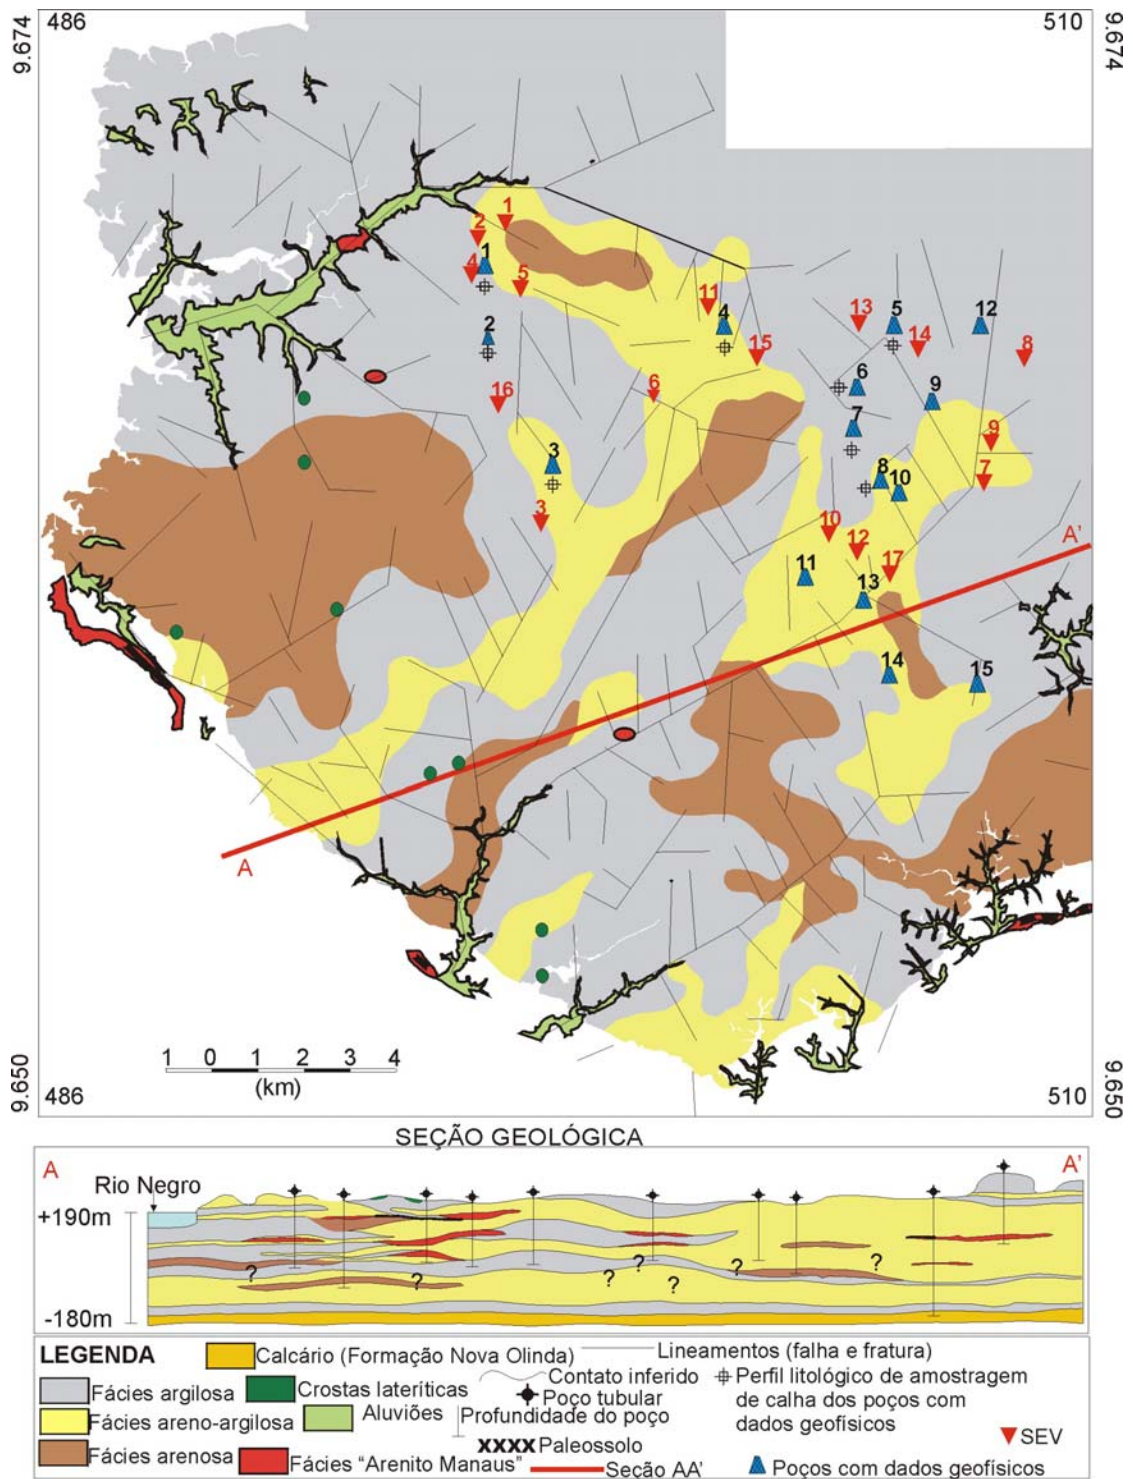 486
510
9.674
9.674
1
2
1
4
5
2
11
4
13
5
14
12
15
8
6
6
9
16
7
9
3
8
7
10
3
10
12
17
A'
11
13
14
15
A
1 0 1 2 3 4
(km)
9.650
9.650
486
510
SEÇÃO GEOLÓGICA
A
A'
Rio Negro
+190m
? ? ? ? ? ?
-180m
LEGENDA
Calcário (Formação Nova Olinda)
Lineamentos (falha e fratura)
Fácies argilosa
Crostas lateríticas
Contato inferido
Poço tubular
Perfil litológico de amostragem
de calha dos poços com
dados geofísicos
Fácies areno-argilosa
Aluviões
Profundidade do poço
SEV
Fácies arenosa
Fácies “Arenito Manaus”
xxxx Paleossolo
Seção AA'
Poços com dados geofísicos